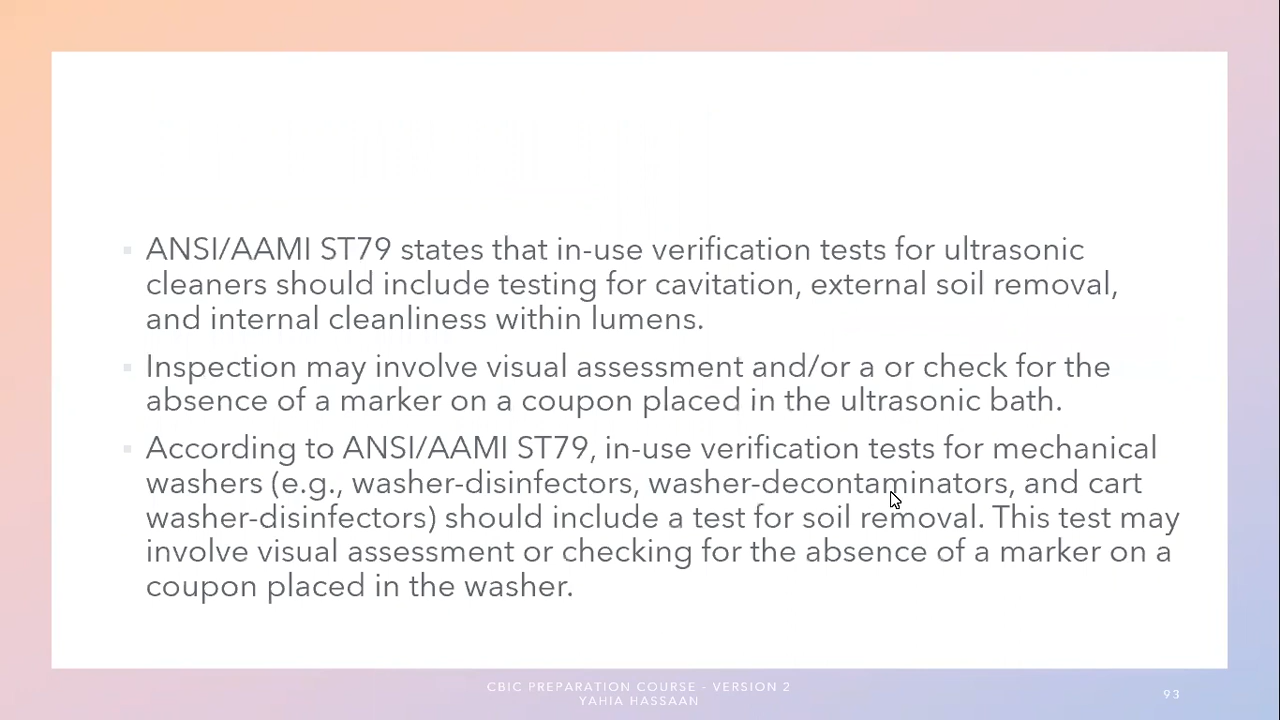 ▪ ANSI/AAMI ST79 states that in-use verification tests for ultrasonic
cleaners should include testing for cavitation, external soil removal,
and internal cleanliness within lumens.
▪ Inspection may involve visual assessment and/or a or check for the
absence of a marker on a coupon placed in the ultrasonic bath.
▪ According to ANSI/AAMI ST79, in-use verification tests for mechanical
washers (e.g., washer-disinfectors, washer-decontaminators, and cart
washer-disinfectors) should include a test for soil removal. This test may
involve visual assessment or checking for the absence of a marker on a
coupon placed in the washer.
CBIC PREPARATION COURSE - VERSION 2
YAHIA HASSAAN
93